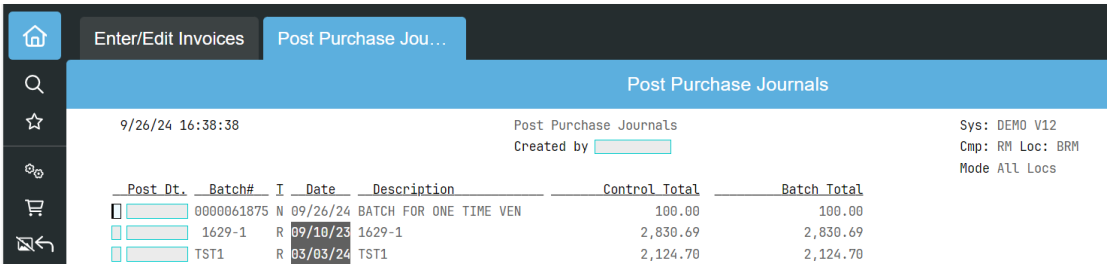 Enter/Edit Invoices Post Purchase Jou...
Post Purchase Journals
9/26/24 16:38:38 Post Purchase Journals Sys: DEMO V12
Created by Cmp: RM Loc: BRM
Mode All Locs
Post Dt. Batch# T Date Description Control Total Batch Total
0000061875 N 09/26/24 BATCH FOR ONE TIME VEN 100.00 100.00
1629-1 R 09/10/23 1629-1 2,830.69 2,830.69
TST1 R 03/03/24 TST1 2,124.70 2,124.70